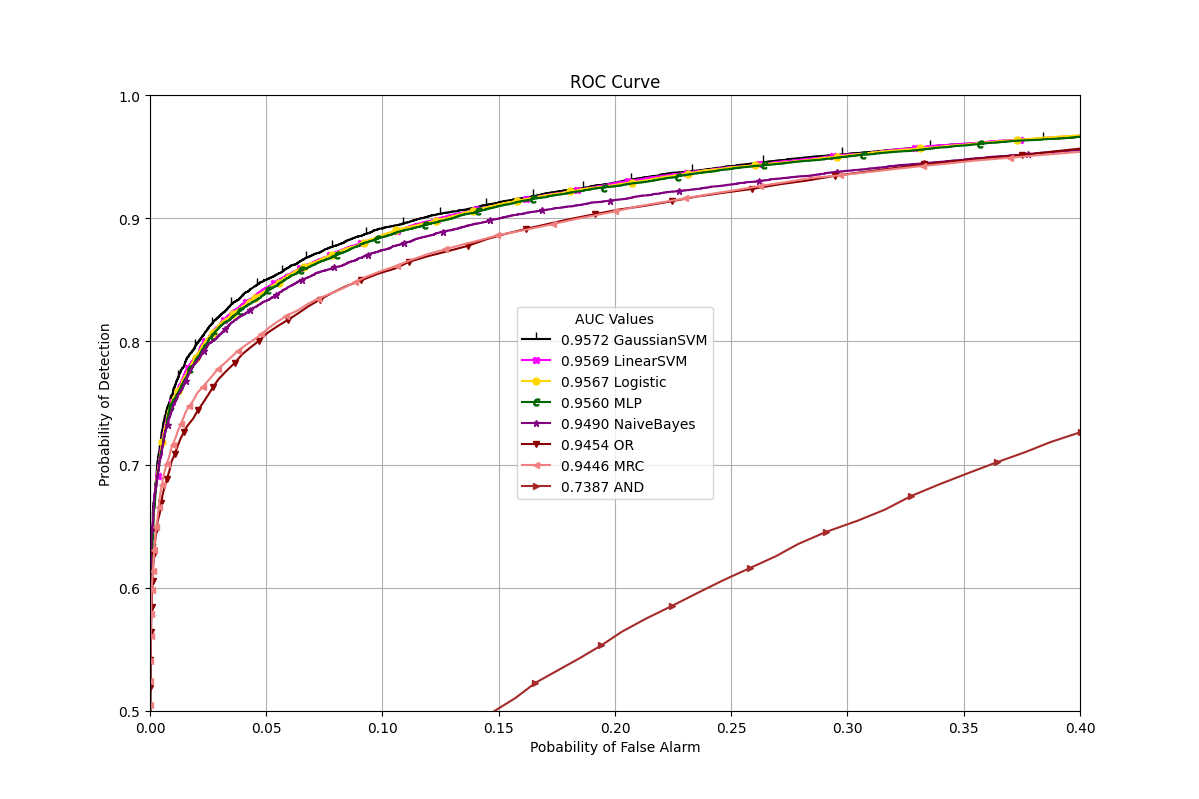 ROC Curve
1.0
0.9
0.8
0.7
0.6
0.5
Probability of Detection
AUC Values
0.9572 GaussianSVM
0.9569 LinearSVM
0.9567 Logistic
0.9560 MLP
0.9490 NaiveBayes
0.9454 OR
0.9446 MRC
0.7387 AND
0.00 0.05 0.10 0.15 0.20 0.25 0.30 0.35 0.40
Pobability of False Alarm